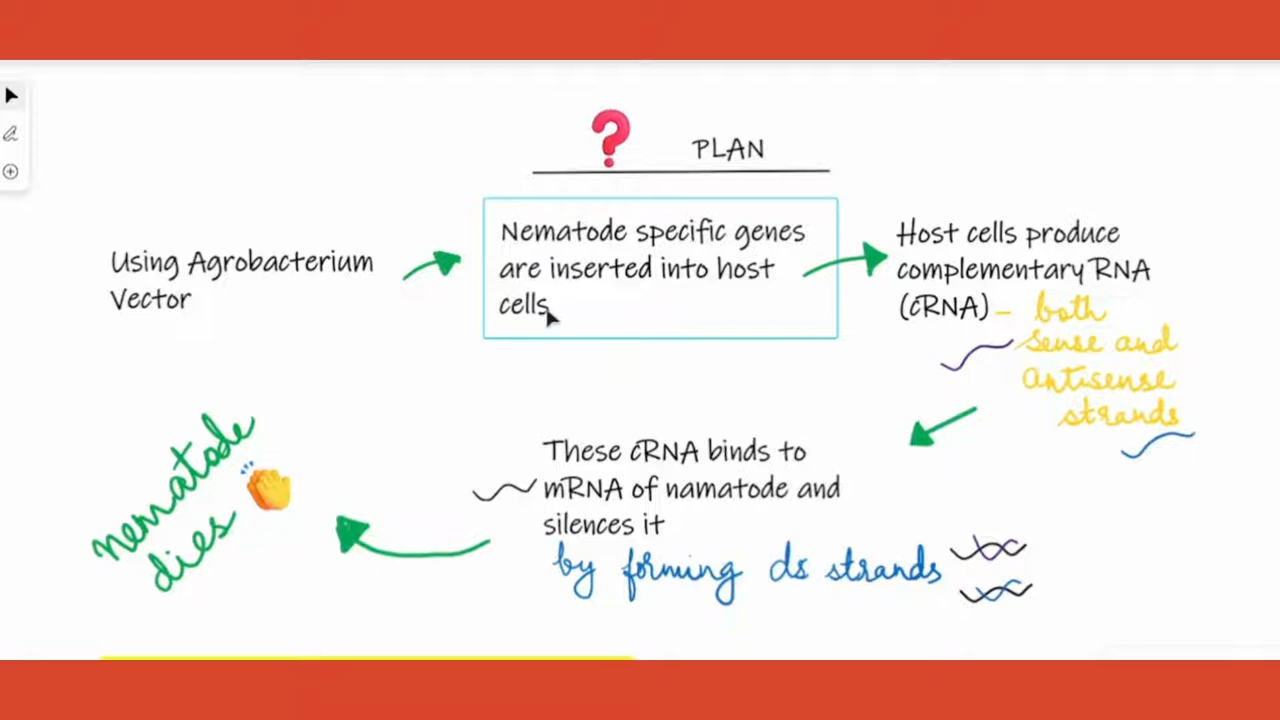 PLAN
Using Agrobacterium
Vector
Nematode specific genes
are inserted into host
cells
Host cells produce
complementary RNA
(cRNA) - both
sense and
antisense
strands
These cRNA binds to
mRNA of namatode and
silences it
by forming ds strands
nematode
dies